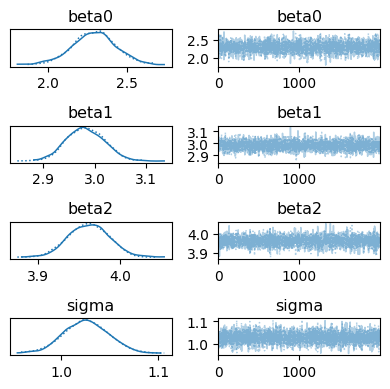 beta0 beta0
2.5
2.0
2.0 2.5 0 1000
beta1 beta1
3.1
3.0
2.9
2.9 3.0 3.1 0 1000
beta2 beta2
4.0
3.9
3.9 4.0 0 1000
sigma sigma
1.1
1.0
1.0 1.1 0 1000